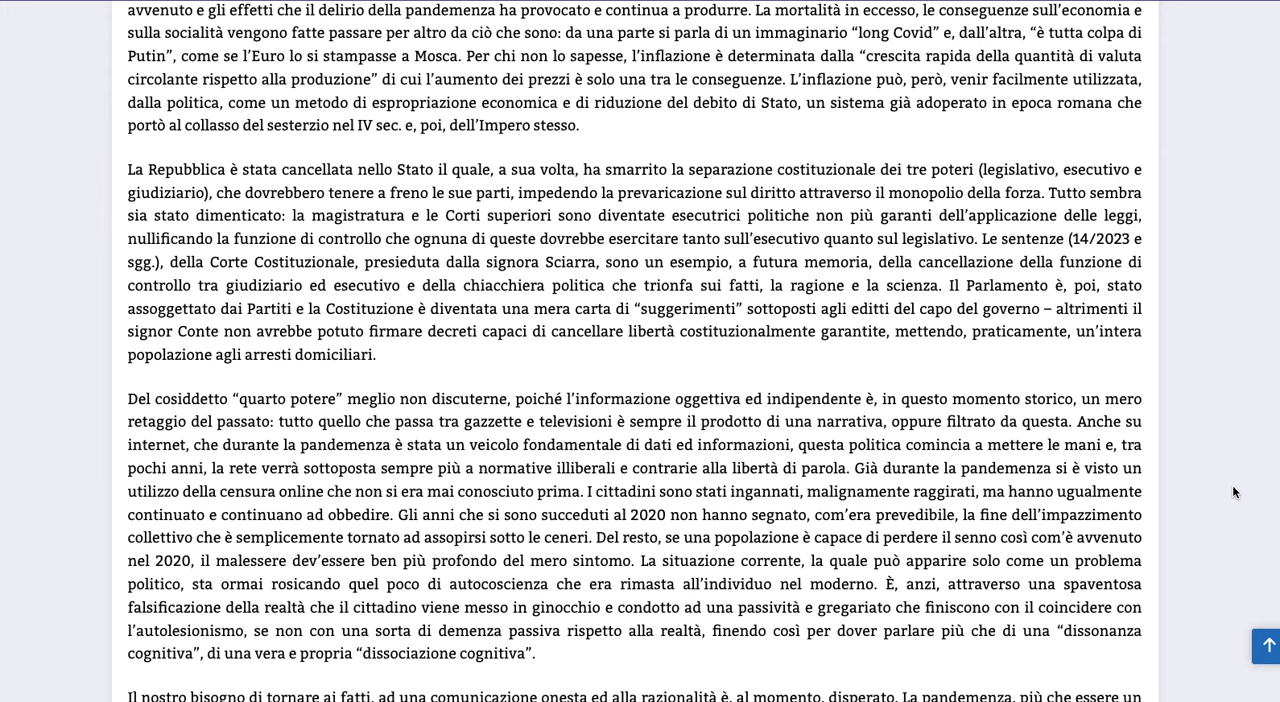 avvenuto e gli effetti che il delirio della pandemenza ha provocato e continua a produrre. La mortalità in eccesso, le conseguenze sull’economia e
sulla socialità vengono fatte passare per altro da ciò che sono: da una parte si parla di un immaginario “long Covid” e, dall’altra, “è tutta colpa di
Putin”, come se l’Euro lo si stampasse a Mosca. Per chi non lo sapesse, l’inflazione è determinata dalla “crescita rapida della quantità di valuta
circolante rispetto alla produzione” di cui l’aumento dei prezzi è solo una tra le conseguenze. L’inflazione può, però, venir facilmente utilizzata,
dalla politica, come un metodo di espropriazione economica e di riduzione del debito di Stato, un sistema già adoperato in epoca romana che
portò al collasso del sesterzio nel IV sec. e, poi, dell’Impero stesso.
La Repubblica è stata cancellata nello Stato il quale, a sua volta, ha smarrito la separazione costituzionale dei tre poteri (legislativo, esecutivo e
giudiziario), che dovrebbero tenere a freno le sue parti, impedendo la prevaricazione sul diritto attraverso il monopolio della forza. Tutto sembra
sia stato dimenticato: la magistratura e le Corti superiori sono diventate esecutrici politiche non più garanti dell’applicazione delle leggi,
nullificando la funzione di controllo che ognuna di queste dovrebbe esercitare tanto sull’esecutivo quanto sul legislativo. Le sentenze (14/2023 e
sgg.), della Corte Costituzionale, presieduta dalla signora Sciarra, sono un esempio, a futura memoria, della cancellazione della funzione di
controllo tra giudiziario ed esecutivo e della chiacchiera politica che trionfa sui fatti, la ragione e la scienza. Il Parlamento è, poi, stato
assoggettato dai Partiti e la Costituzione è diventata una mera carta di “suggerimenti” sottoposti agli editti del capo del governo – altrimenti il
signor Conte non avrebbe potuto firmare decreti capaci di cancellare libertà costituzionalmente garantite, mettendo, praticamente, un’intera
popolazione agli arresti domiciliari.
Del cosiddetto “quarto potere” meglio non discuterne, poiché l’informazione oggettiva ed indipendente è, in questo momento storico, un mero
retaggio del passato: tutto quello che passa tra gazzette e televisioni è sempre il prodotto di una narrativa, oppure filtrato da questa. Anche su
internet, che durante la pandemenza è stata un veicolo fondamentale di dati ed informazioni, questa politica comincia a mettere le mani e, tra
pochi anni, la rete verrà sottoposta sempre più a normative illiberali e contrarie alla libertà di parola. Già durante la pandemenza si è visto un
utilizzo della censura online che non si era mai conosciuto prima. I cittadini sono stati ingannati, malignamente raggirati, ma hanno ugualmente
continuato e continuano ad obbedire. Gli anni che si sono succeduti al 2020 non hanno segnato, com’era prevedibile, la fine dell’impazzimento
collettivo che è semplicemente tornato ad assopirsi sotto le ceneri. Del resto, se una popolazione è capace di perdere il senno così com’è avvenuto
nel 2020, il malessere dev’essere ben più profondo del mero sintomo. La situazione corrente, la quale può apparire solo come un problema
politico, sta ormai rosicando quel poco di autocoscienza che era rimasta all’individuo nel moderno. È, anzi, attraverso una spaventosa
falsificazione della realtà che il cittadino viene messo in ginocchio e condotto ad una passività e gregariato che finiscono con il coincidere con
l’autolesionismo, se non con una sorta di demenza passiva rispetto alla realtà, finendo così per dover parlare più che di una “dissonanza
cognitiva”, di una vera e propria “dissociazione cognitiva”.
Il nostro bisogno di tornare ai fatti, ad una comunicazione onesta ed alla razionalità è, al momento, disperato. La pandemenza, più che essere un